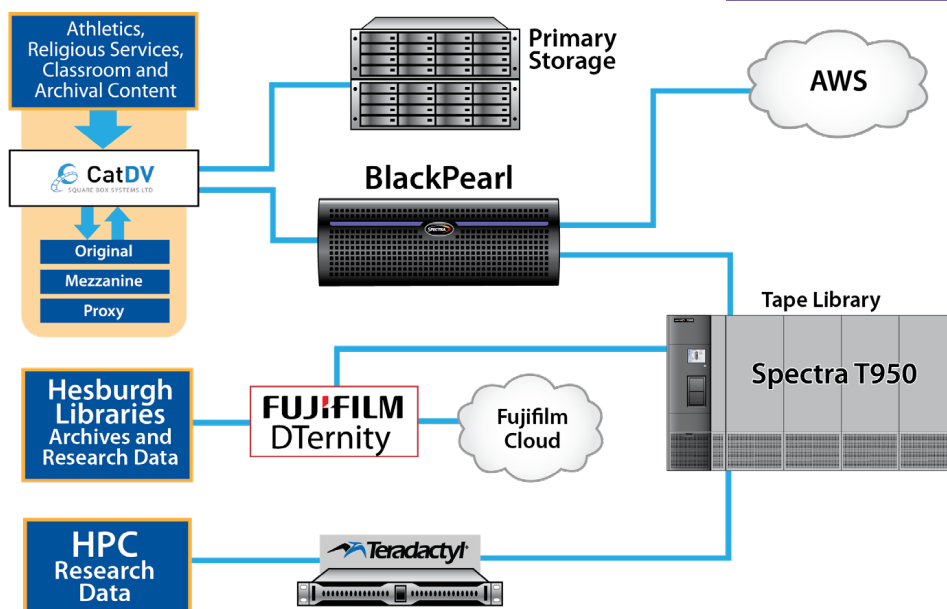 Athletics,
Religious Services,
Classroom and
Archival Content
CatDV
SQUARE BOX SYSTEMS LTD
Original
Mezzanine
Proxy
Primary
Storage
AWS
BlackPearl
SPECTRA
Tape Library
Spectra T950
Hesburgh
Libraries
Archives and
Research Data
FUJIFILM
DTernity
Fujifilm
Cloud
HPC
Research
Data
Teradactyl